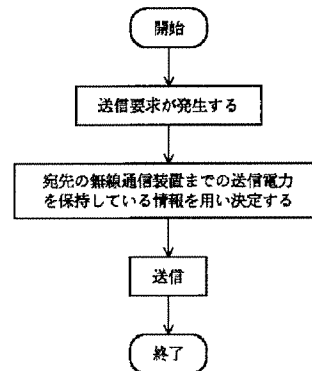 開始
送信要求が発生する
宛先の無線通信装置までの送信電力
を保持している情報を用い決定する
送信
終了